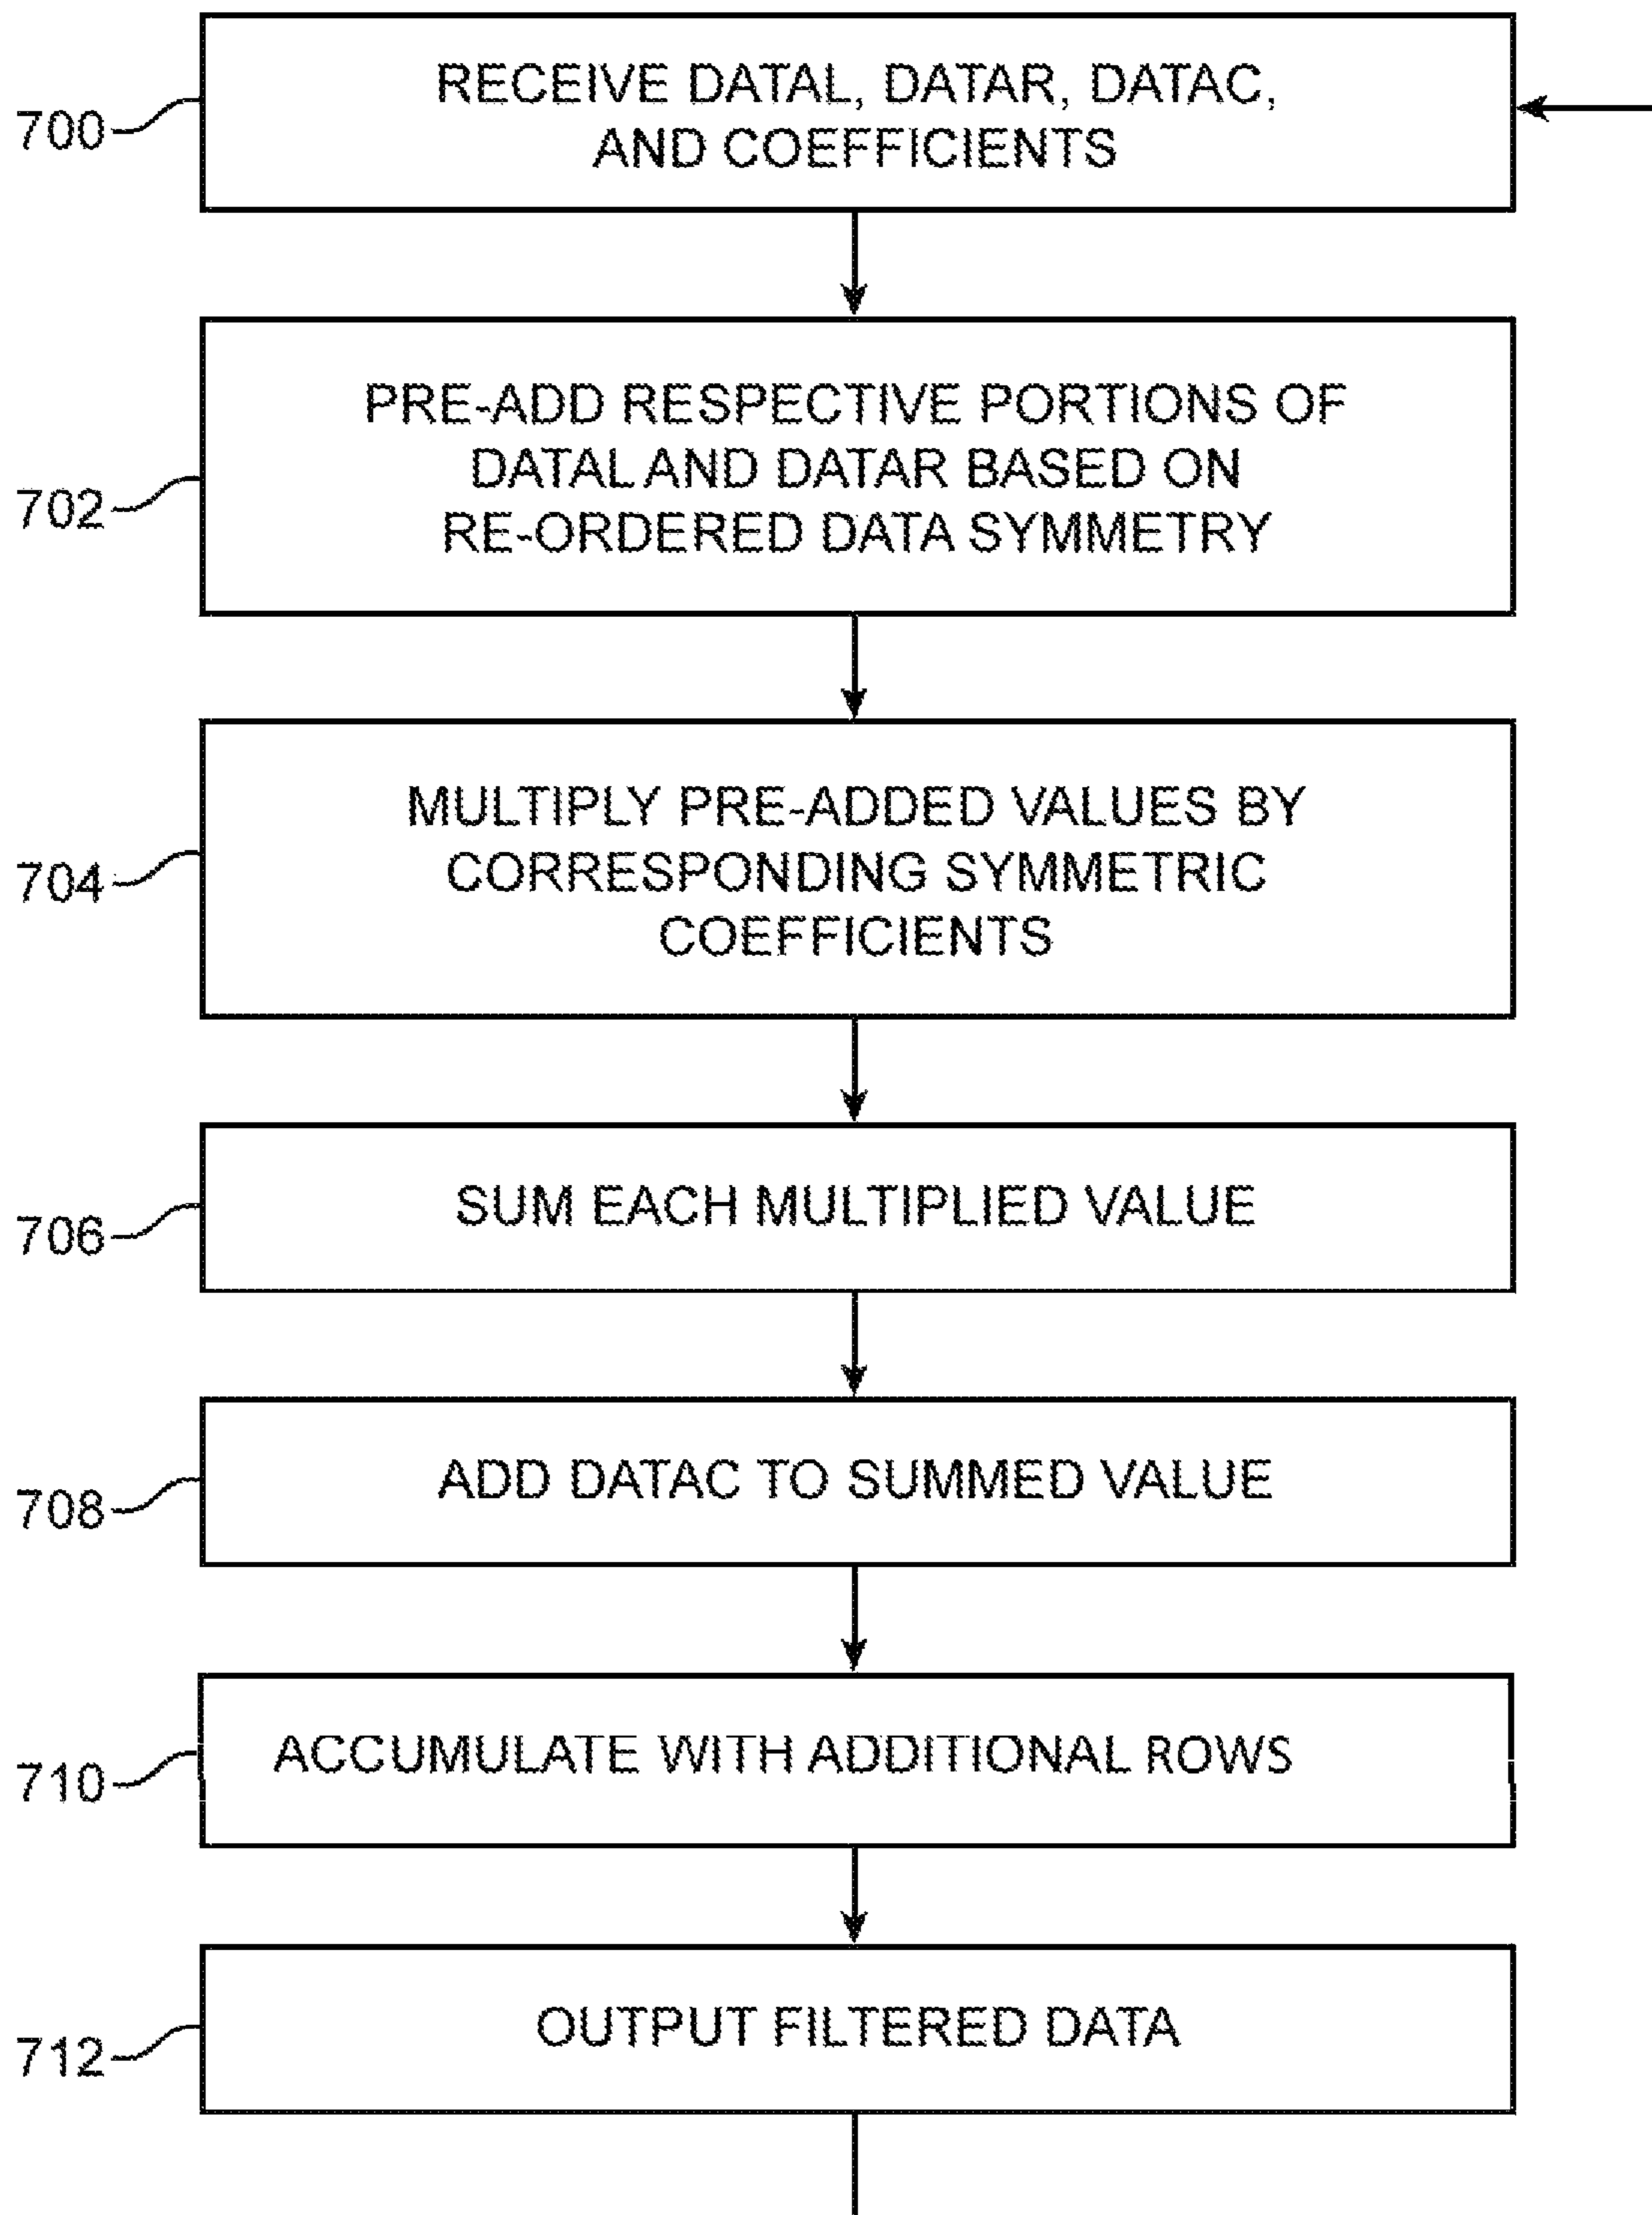 700
RECEIVE DATAL, DATAR, DATAC,
AND COEFFICIENTS
702
PRE-ADD RESPECTIVE PORTIONS OF
DATAL AND DATAR BASED ON
RE-ORDERED DATA SYMMETRY
704
MULTIPLY PRE-ADDED VALUES BY
CORRESPONDING SYMMETRIC
COEFFICIENTS
706
SUM EACH MULTIPLIED VALUE
708
ADD DATAC TO SUMMED VALUE
710
ACCUMULATE WITH ADDITIONAL ROWS
712
OUTPUT FILTERED DATA